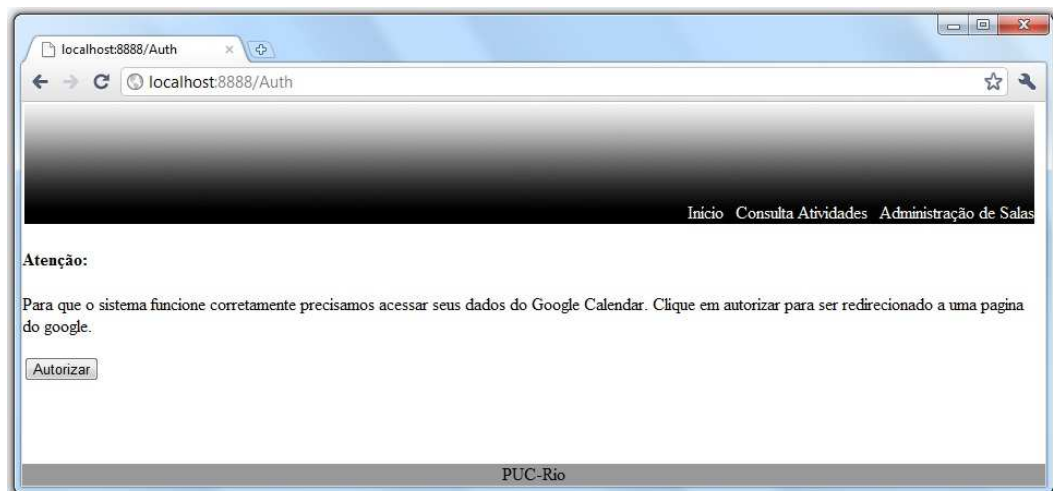 localhost:8888/Auth
localhost:8888/Auth
Inicio Consulta Atividades Administração de Salas
Atenção:
Para que o sistema funcione corretamente precisamos acessar seus dados do Google Calendar. Clique em autorizar para ser redirecionado a uma pagina
do google.
Autorizar
PUC-Rio